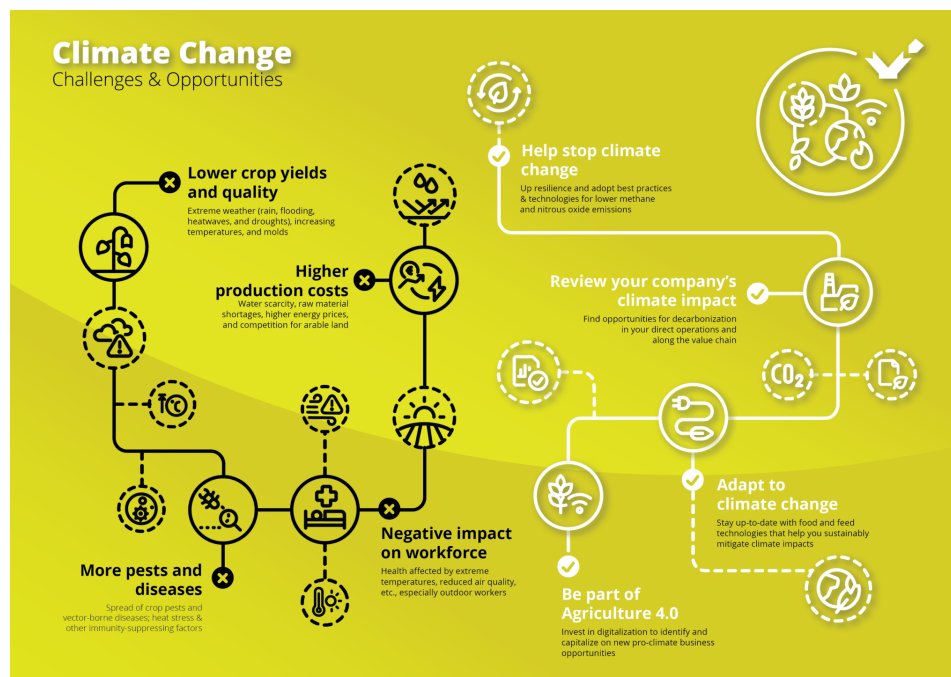 Climate Change
Challenges & Opportunities
Lower crop yields
and quality
Extreme weather (rain, flooding,
heatwaves, and droughts), increasing
temperatures, and molds
Higher
production costs
Water scarcity, raw material
shortages, higher energy prices,
and competition for arable land
°C
More pests and
diseases
Spread of crop pests and
vector-borne diseases; heat stress &
other immunity-suppressing factors
Negative impact
on workforce
Health affected by extreme
temperatures, reduced air quality,
etc., especially outdoor workers
Help stop climate
change
Up resilience and adopt best practices
& technologies for lower methane
and nitrous oxide emissions
Review your company's
climate impact
Find opportunities for decarbonization
in your direct operations and
along the value chain
CO₂
Adapt to
climate change
Stay up-to-date with food and feed
technologies that help you sustainably
mitigate climate impacts
Be part of
Agriculture 4.0
Invest in digitalization to identify and
capitalize on new pro-climate business
opportunities